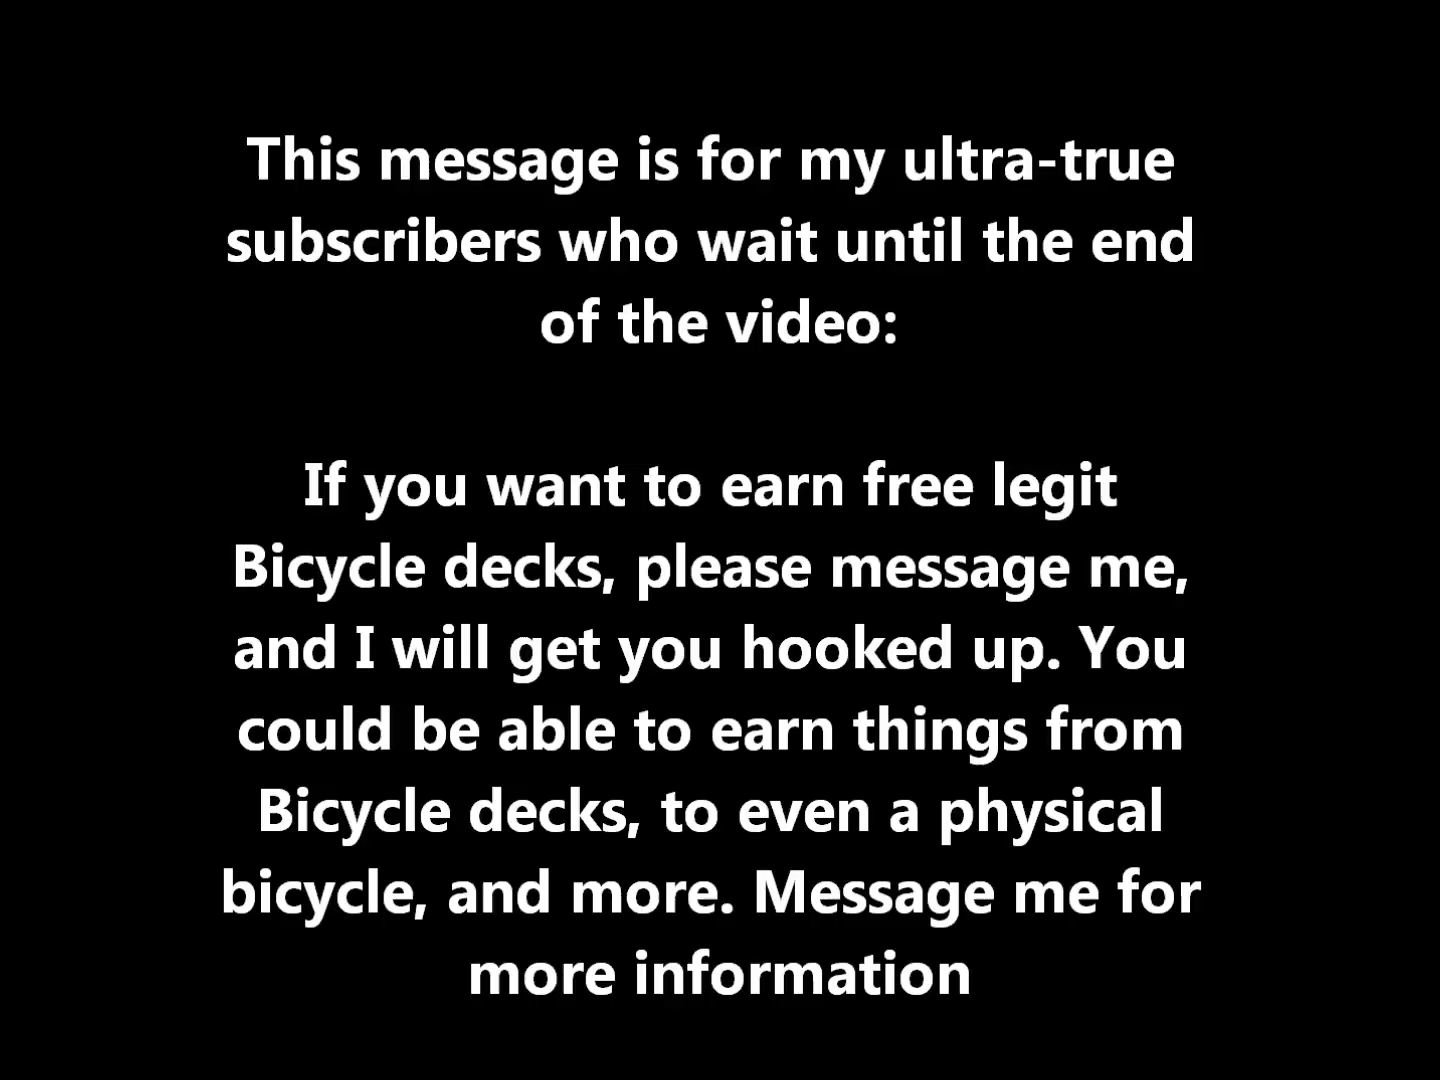 This message is for my ultra-true
subscribers who wait until the end
of the video:
If you want to earn free legit
Bicycle decks, please message me,
and I will get you hooked up. You
could be able to earn things from
Bicycle decks, to even a physical
bicycle, and more. Message me for
more information